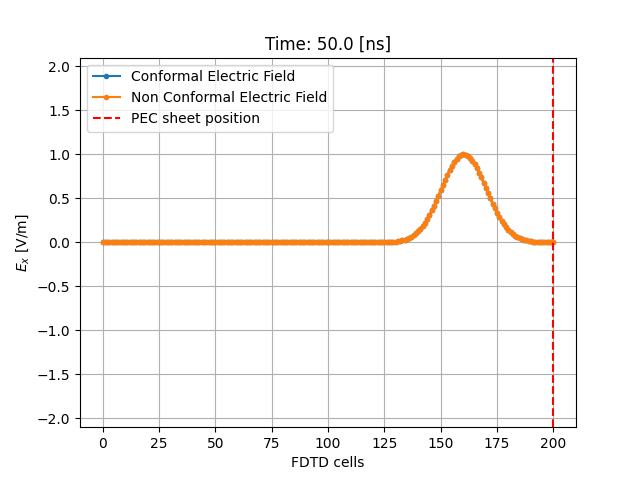 Time: 50.0 [ns]
Conformal Electric Field
Non Conformal Electric Field
PEC sheet position
2.0
1.5
1.0
0.5
0.0
−0.5
−1.0
−1.5
−2.0
Ex [V/m]
0 25 50 75 100 125 150 175 200
FDTD cells